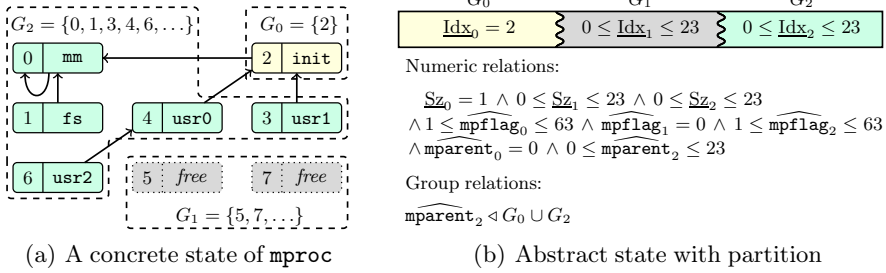 G₂ = {0, 1, 3, 4, 6, …}
G₀ = {2}
0 mm
2 init
1 fs
4 usr0
3 usr1
6 usr2
5 free
7 free
G₁ = {5, 7, …}
(a) A concrete state of mproc
G₀ G₁ G₂
Idx₀ = 2
0 ≤ Idx₁ ≤ 23
0 ≤ Idx₂ ≤ 23
Numeric relations:
Sz₀ = 1 ∧ 0 ≤ Sz₁ ≤ 23 ∧ 0 ≤ Sz₂ ≤ 23
∧ 1 ≤ mpflag₀ ≤ 63 ∧ mpflag₁ = 0 ∧ 1 ≤ mpflag₂ ≤ 63
∧ mparent₀ = 0 ∧ 0 ≤ mparent₂ ≤ 23
Group relations:
mparent₂ ◃ G₀ ∪ G₂
(b) Abstract state with partition